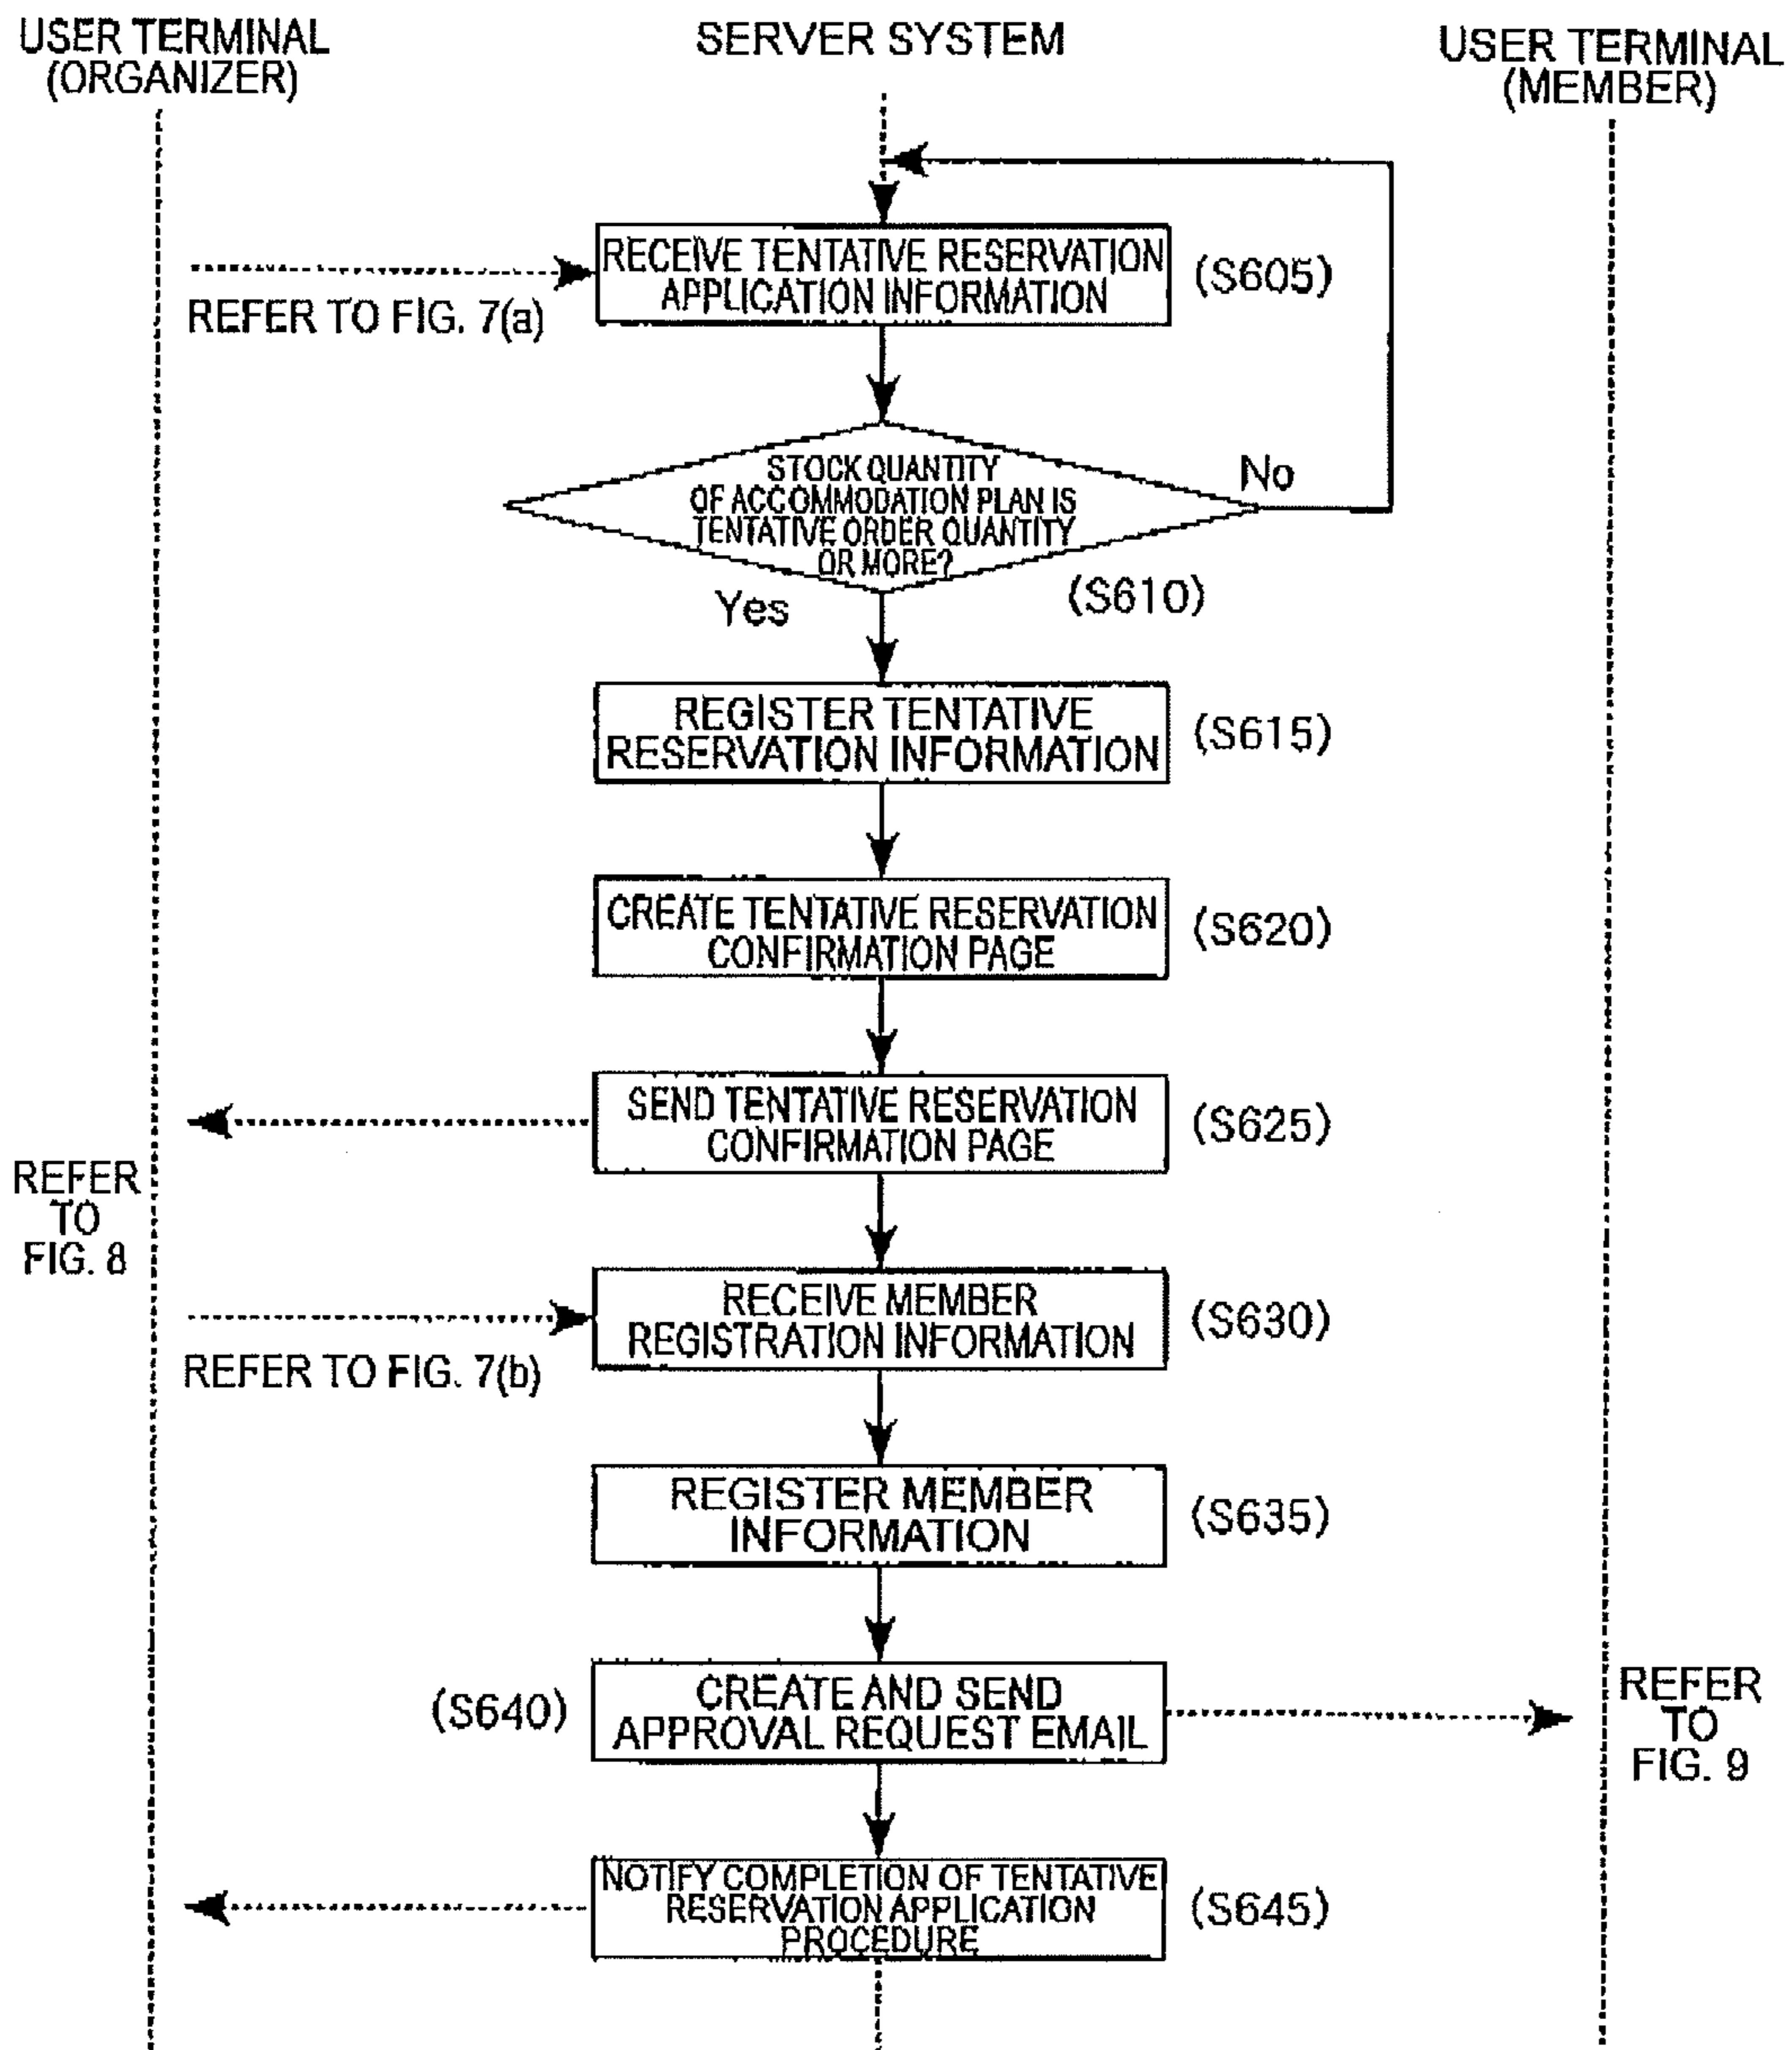 USER TERMINAL
(ORGANIZER)
SERVER SYSTEM
USER TERMINAL
(MEMBER)
RECEIVE TENTATIVE RESERVATION
APPLICATION INFORMATION
(S605)
REFER TO FIG. 7(a)
STOCK QUANTITY
OF ACCOMMODATION PLAN IS
TENTATIVE ORDER QUANTITY
OR MORE?
No
(S610)
Yes
REGISTER TENTATIVE
RESERVATION INFORMATION
(S615)
CREATE TENTATIVE RESERVATION
CONFIRMATION PAGE
(S620)
SEND TENTATIVE RESERVATION
CONFIRMATION PAGE
(S625)
REFER
TO
FIG. 8
RECEIVE MEMBER
REGISTRATION INFORMATION
(S630)
REFER TO FIG. 7(b)
REGISTER MEMBER
INFORMATION
(S635)
(S640)
CREATE AND SEND
APPROVAL REQUEST EMAIL
REFER
TO
FIG. 9
NOTIFY COMPLETION OF TENTATIVE
RESERVATION APPLICATION
PROCEDURE
(S645)